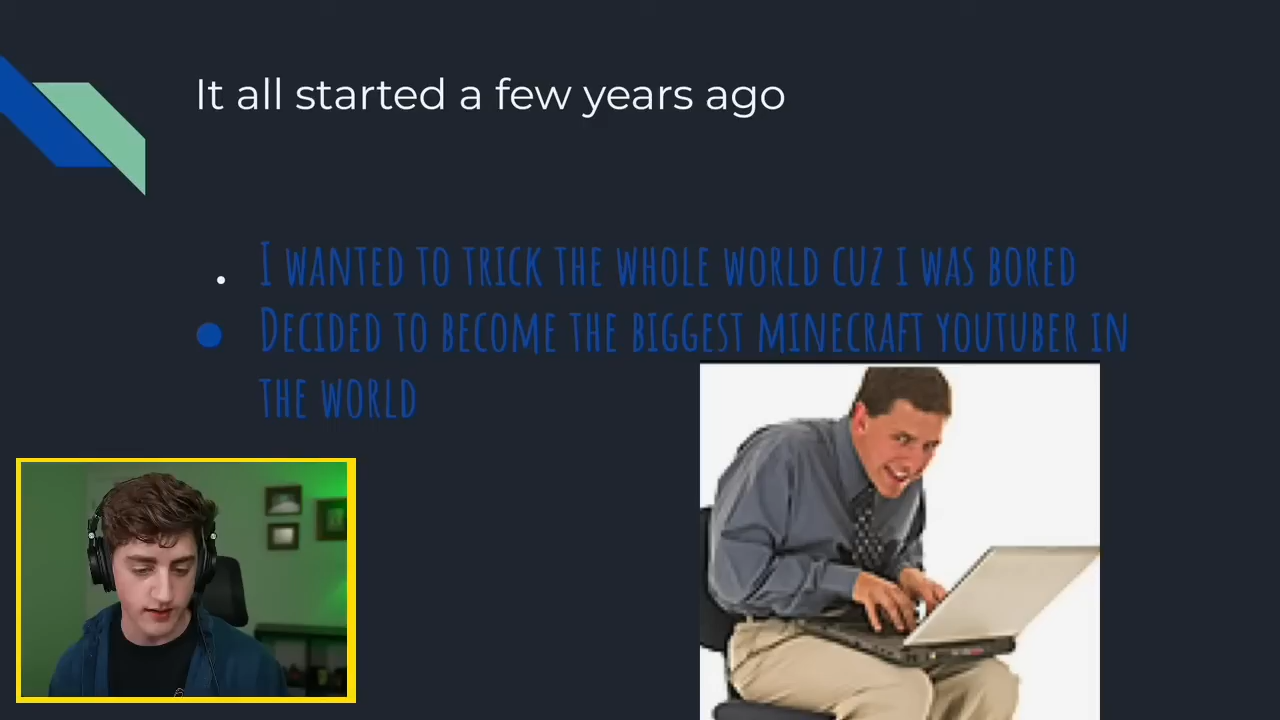 It all started a few years ago
I WANTED TO TRICK THE WHOLE WORLD CUZ I WAS BORED
DECIDED TO BECOME THE BIGGEST MINECRAFT YOUTUBER IN
THE WORLD